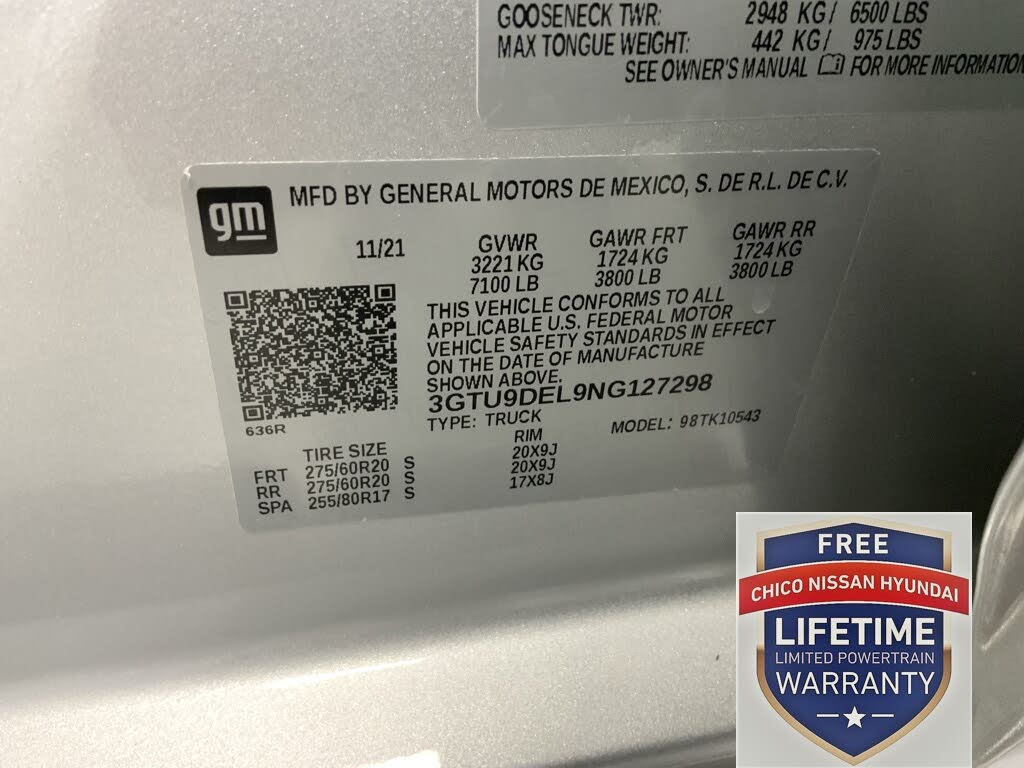 GOOSENECK TWR: 2948 KG/ 6500 LBS
MAX TONGUE WEIGHT: 442 KG/ 975 LBS
SEE OWNER'S MANUAL FOR MORE INFORMATION
gm
MFD BY GENERAL MOTORS DE MEXICO, S. DE R.L. DE C.V.
11/21 GVWR GAWR FRT GAWR RR
3221 KG 1724 KG 1724 KG
7100 LB 3800 LB 3800 LB
THIS VEHICLE CONFORMS TO ALL
APPLICABLE U.S. FEDERAL MOTOR
VEHICLE SAFETY STANDARDS IN EFFECT
ON THE DATE OF MANUFACTURE
SHOWN ABOVE.
3GTU9DEL9NG127298
TYPE: TRUCK MODEL: 98TK10543
636R
TIRE SIZE RIM
FRT 275/60R20 S 20X9J
RR 275/60R20 S 20X9J
SPA 255/80R17 S 17X8J
FREE
CHICO NISSAN HYUNDAI
LIFETIME
LIMITED POWERTRAIN
WARRANTY